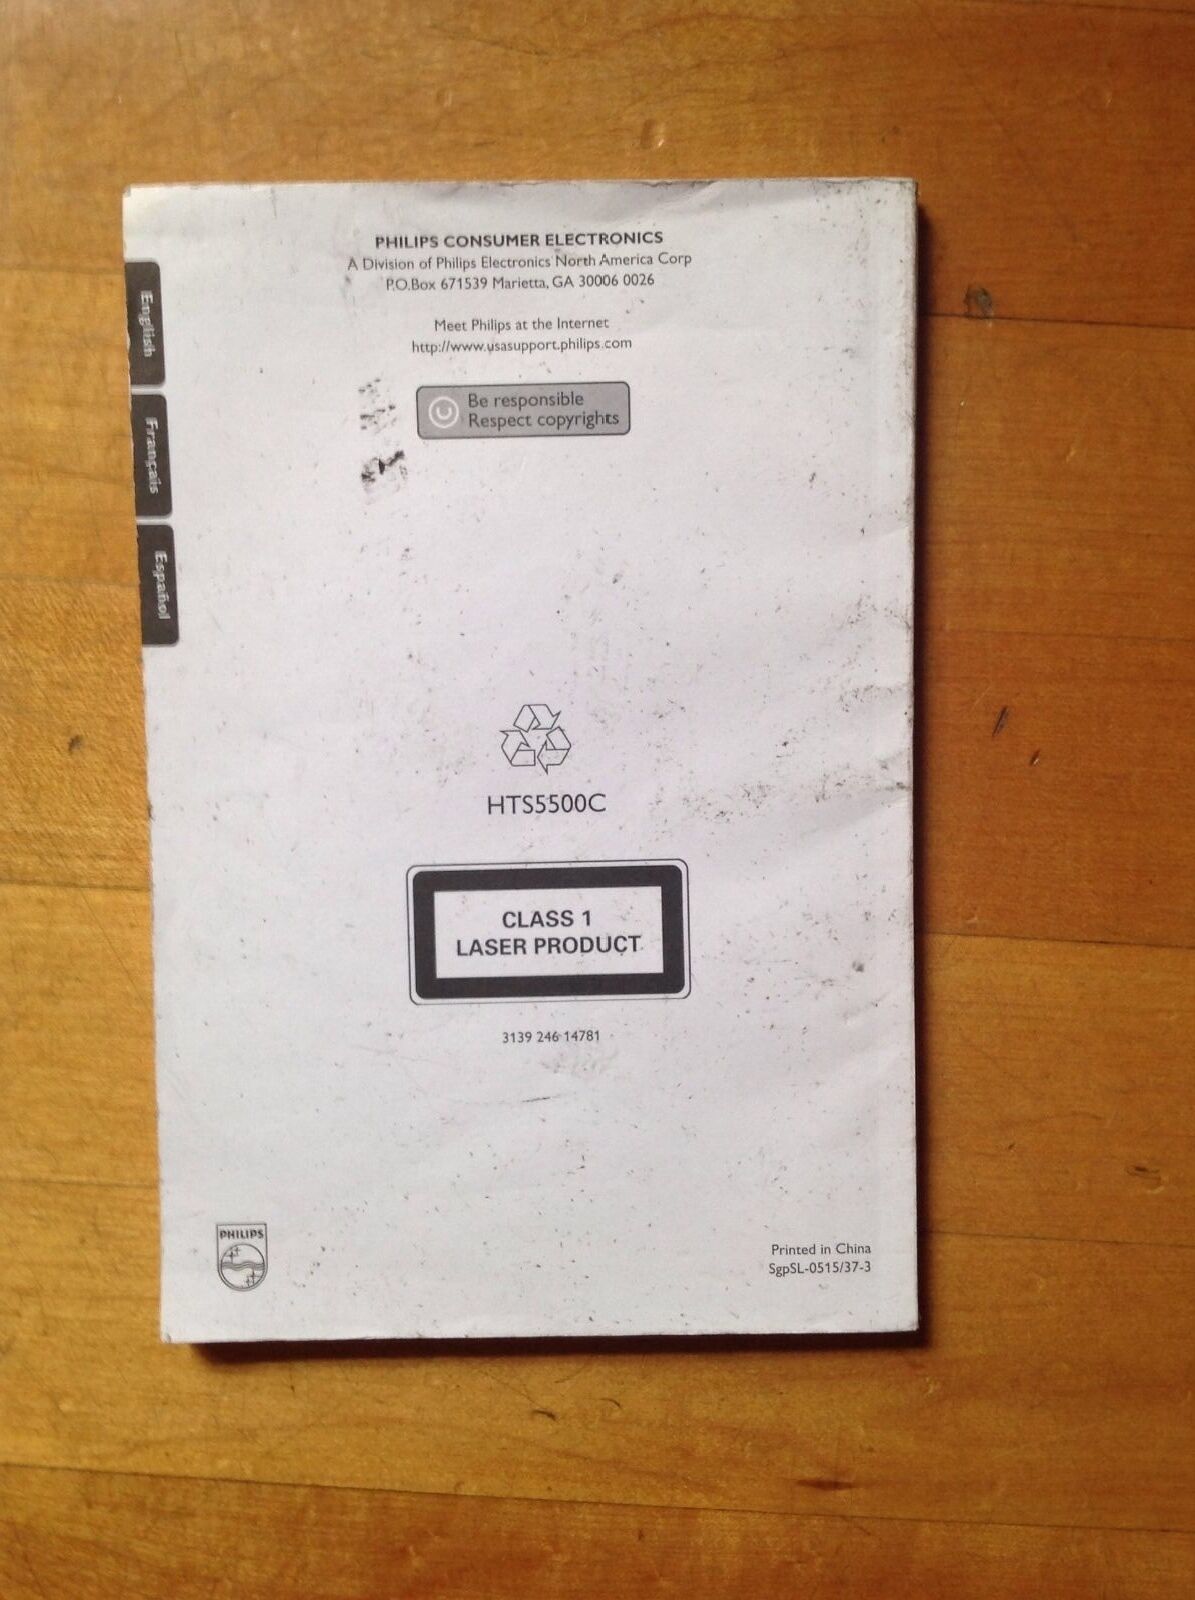 PHILIPS CONSUMER ELECTRONICS
A Division of Philips Electronics North America Corp
P.O.Box 671539 Marietta, GA 30006 0026
Meet Philips at the Internet
http://www.usasupport.philips.com
Be responsible
Respect copyrights
English
Français
Español
HTS5500C
CLASS 1
LASER PRODUCT
3139 246 14781
PHILIPS
Printed in China
SgpSL-0515/37-3